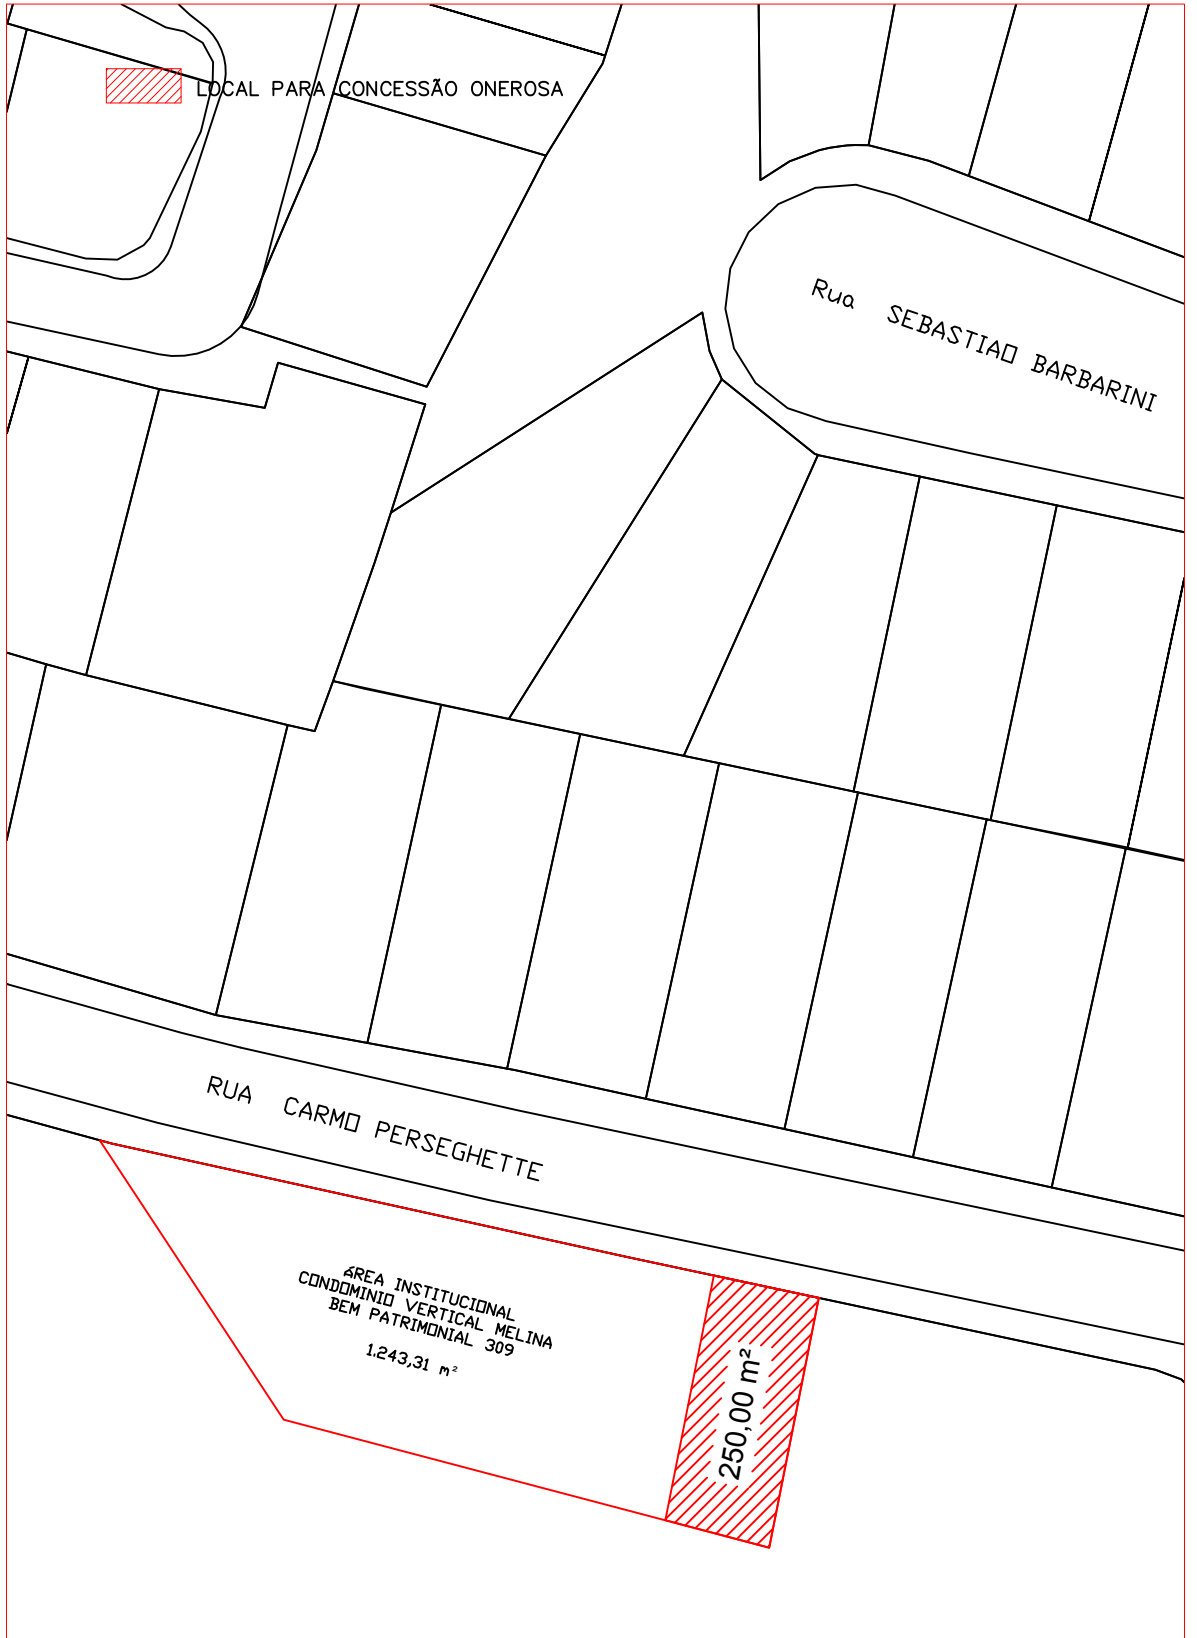 LOCAL PARA CONCESSÃO ONEROSA
Rua SEBASTIAO BARBARINI
RUA CARMO PERSEGHETTE
ÁREA INSTITUCIONAL
CONDOMINIO VERTICAL MELINA
BEM PATRIMONIAL 309
1.243,31 m²
250,00 m²